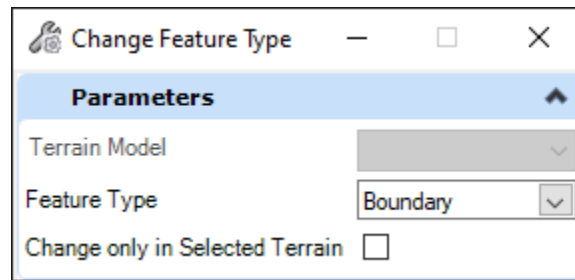 Change Feature Type
Parameters
Terrain Model
Feature Type Boundary
Change only in Selected Terrain